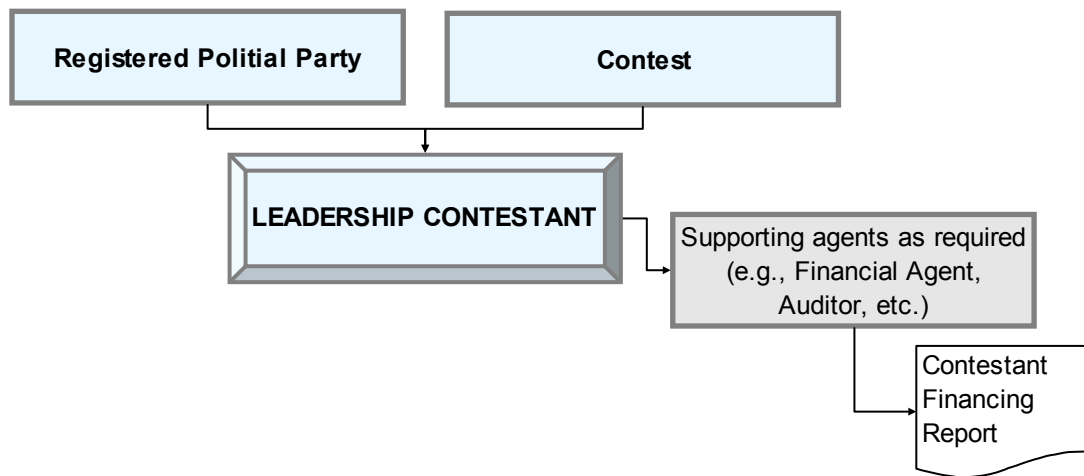 Registered Politial Party
Contest
LEADERSHIP CONTESTANT
Supporting agents as required
(e.g., Financial Agent,
Auditor, etc.)
Contestant
Financing
Report